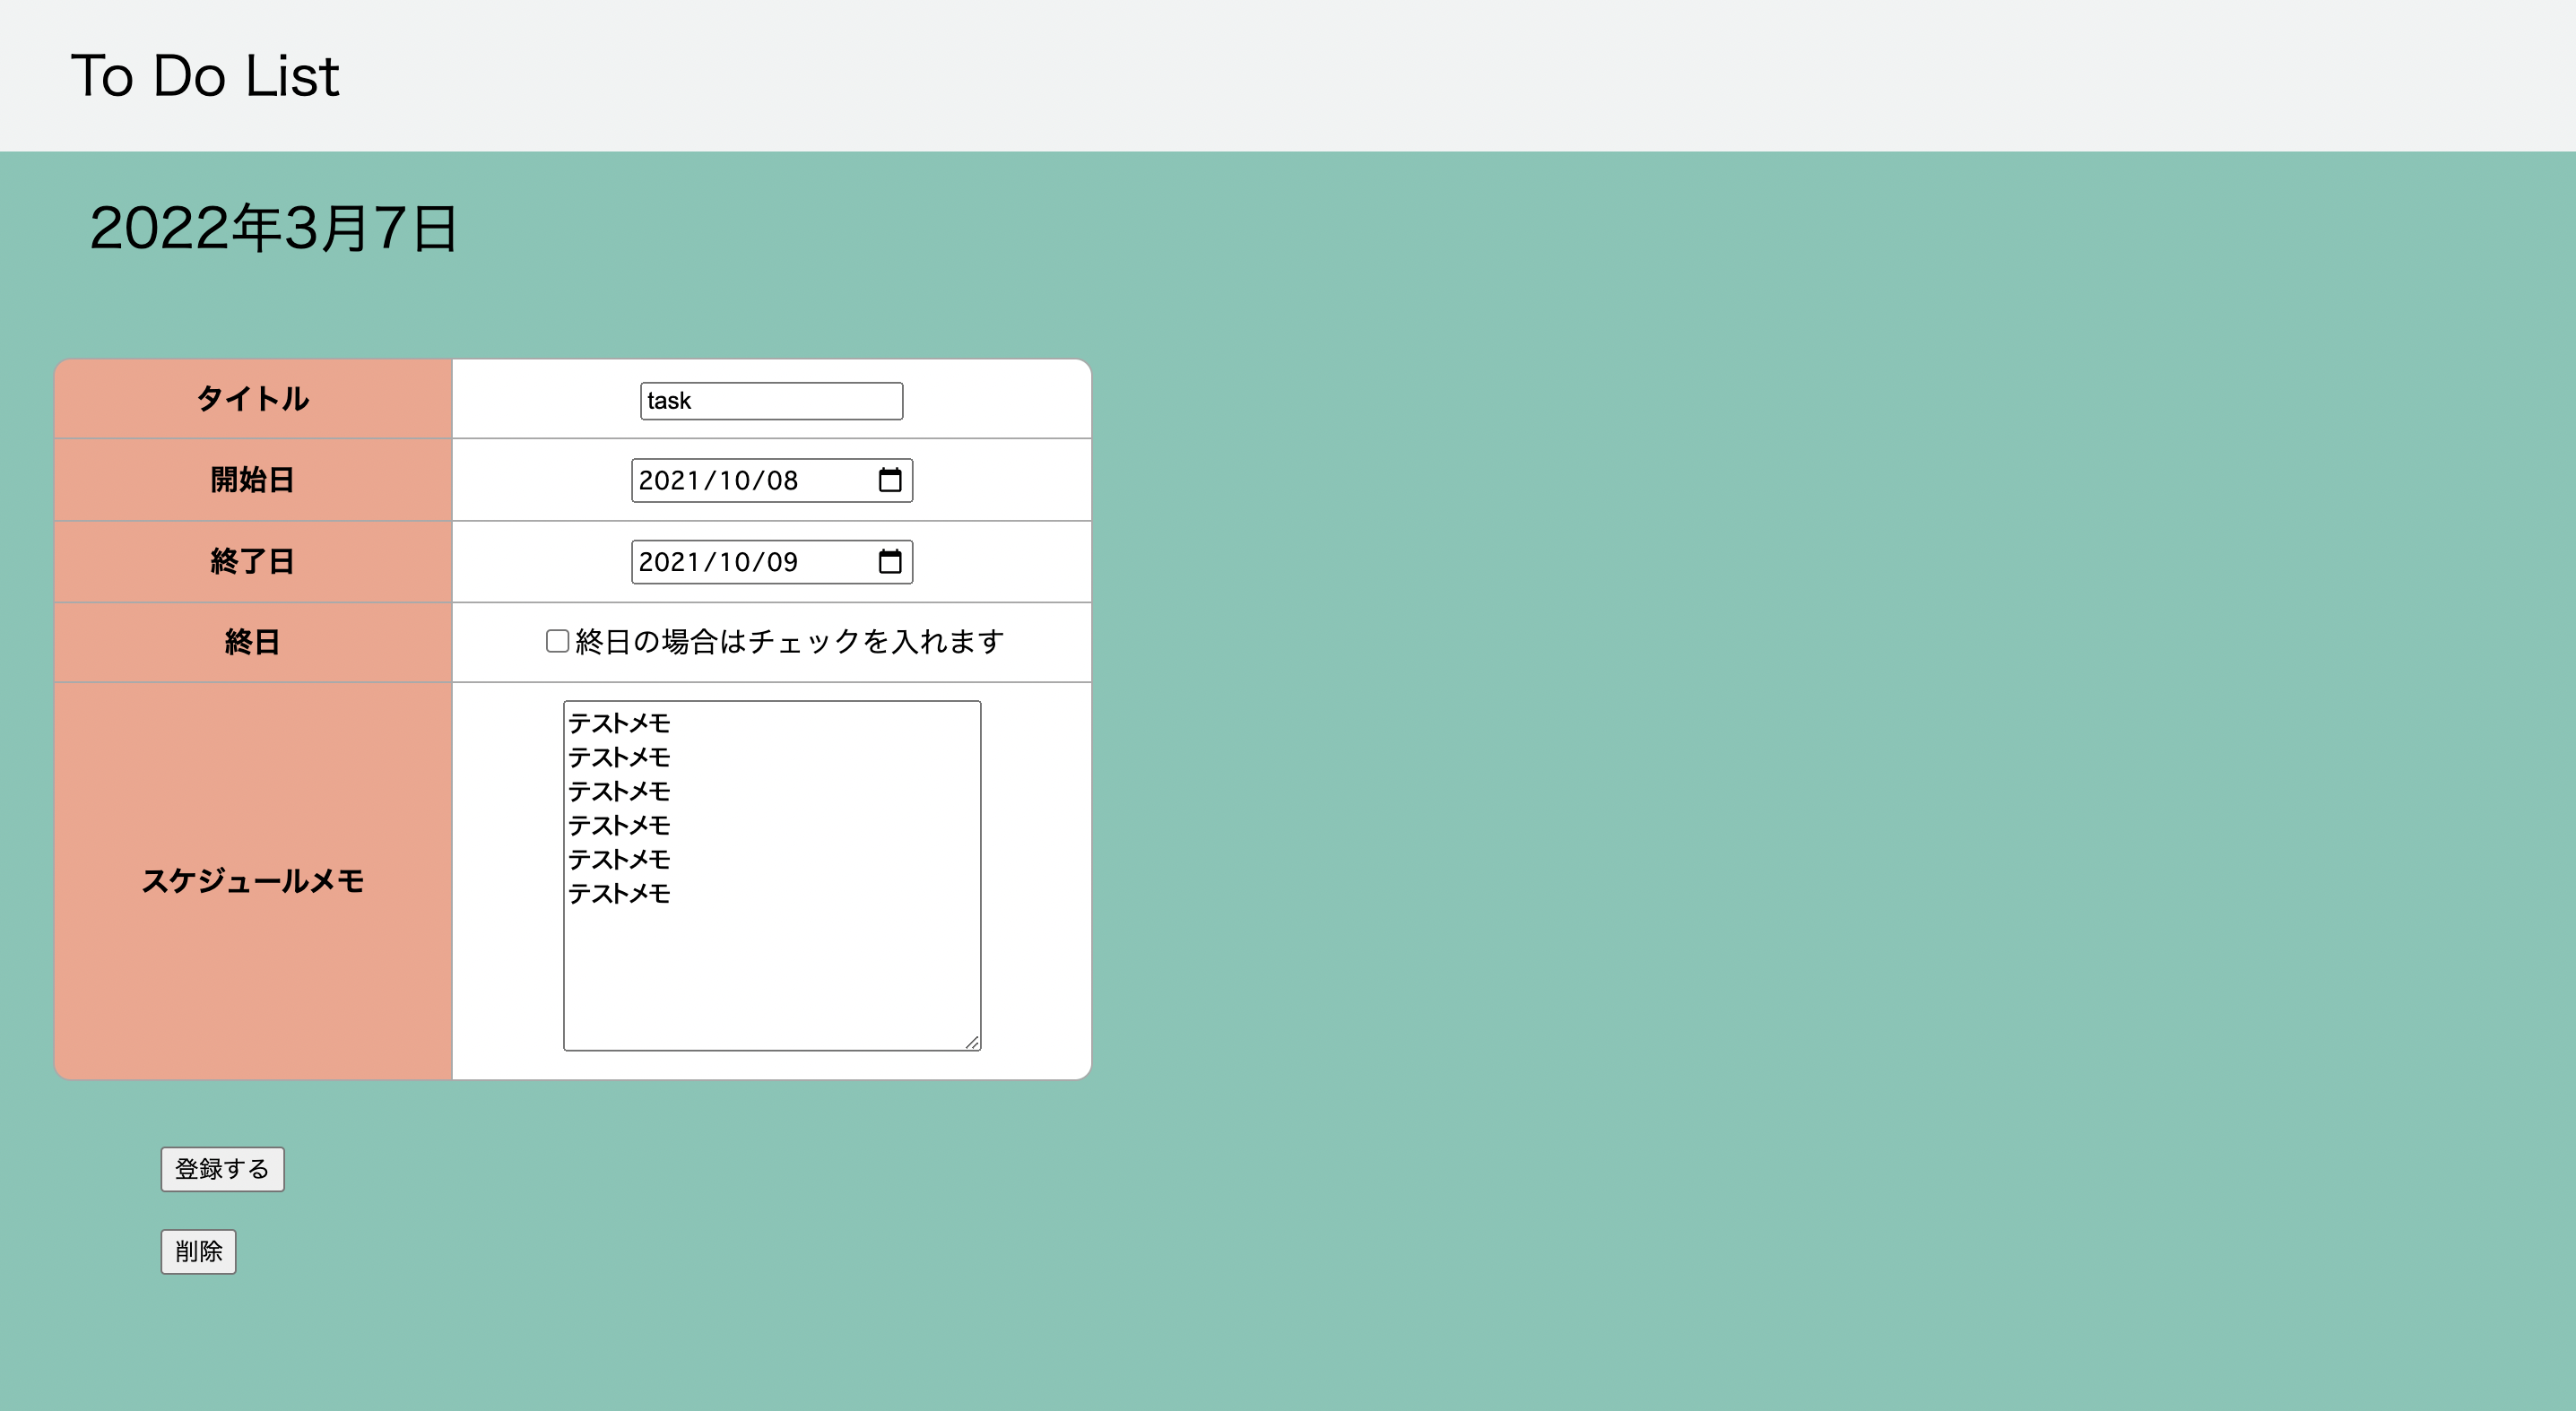 To Do List
2022年3月7日
タイトル
task
開始日
2021/10/08
終了日
2021/10/09
終日
終日の場合はチェックを入れます
スケジュールメモ
テストメモ
テストメモ
テストメモ
テストメモ
テストメモ
テストメモ
登録する
削除